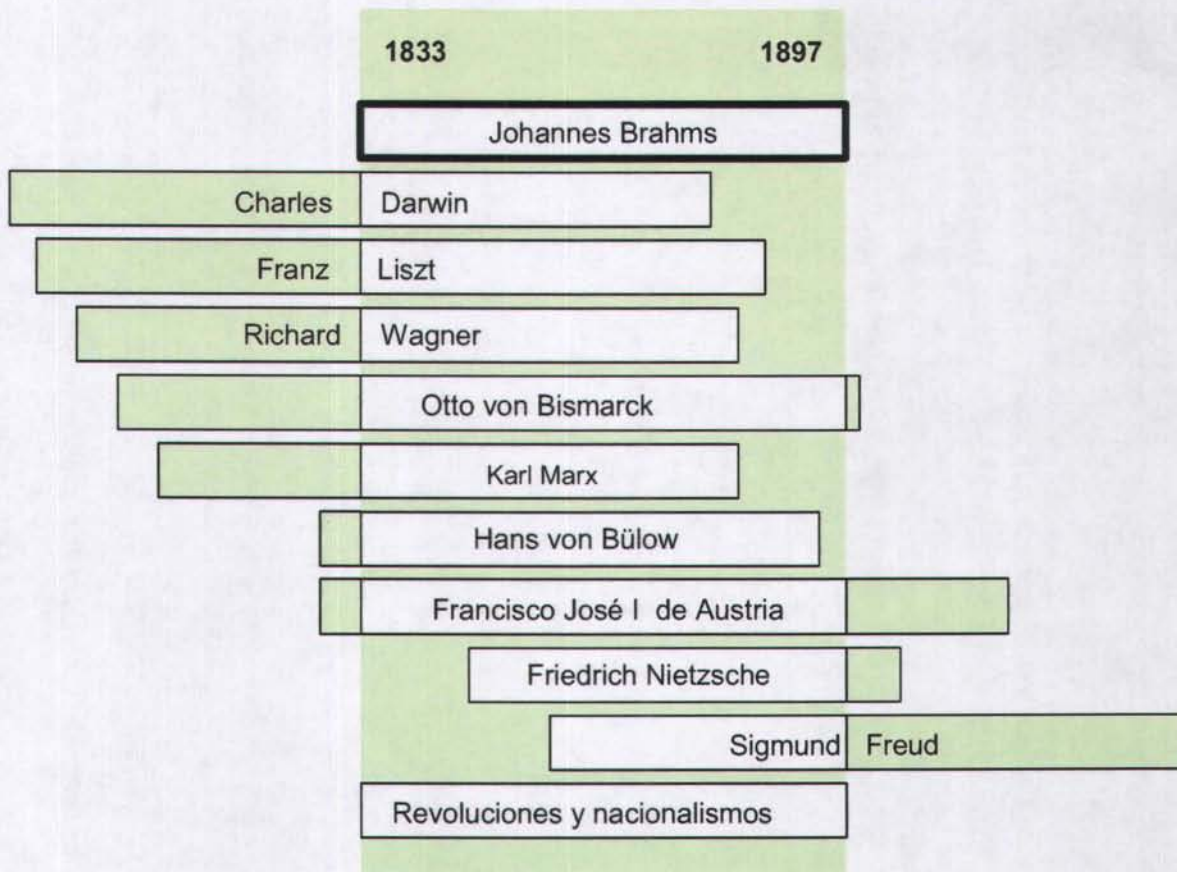 1833 1897
Johannes Brahms
Charles Darwin
Franz Liszt
Richard Wagner
Otto von Bismarck
Karl Marx
Hans von Bülow
Francisco José I de Austria
Friedrich Nietzsche
Sigmund Freud
Revoluciones y nacionalismos